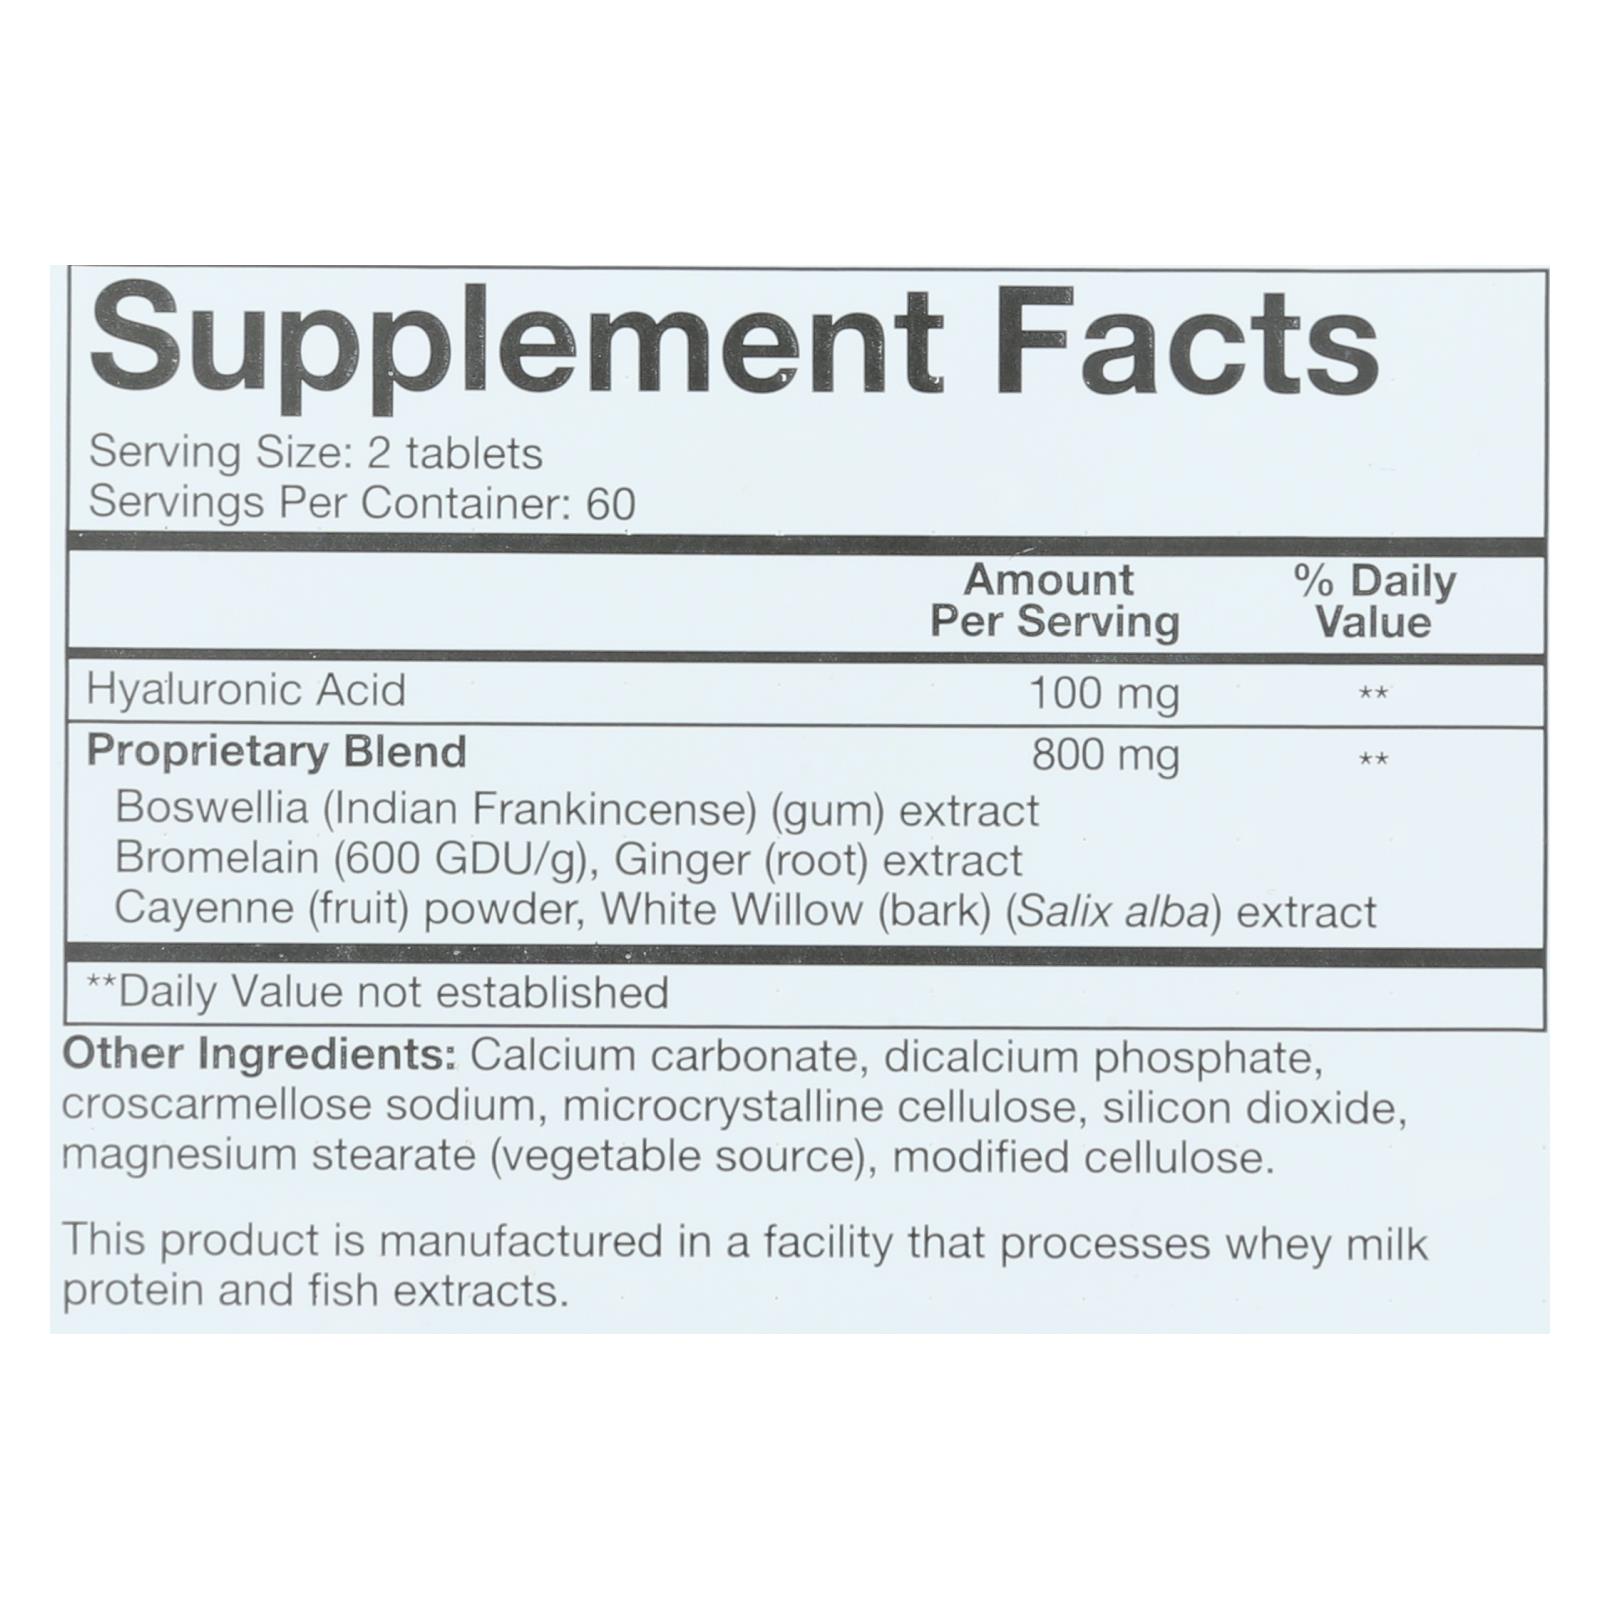 Supplement Facts
Serving Size: 2 tablets
Servings Per Container: 60
Amount
Per Serving
% Daily
Value
Hyaluronic Acid 100 mg **
Proprietary Blend 800 mg **
Boswellia (Indian Frankincense) (gum) extract
Bromelain (600 GDU/g), Ginger (root) extract
Cayenne (fruit) powder, White Willow (bark) (Salix alba) extract
**Daily Value not established
Other Ingredients: Calcium carbonate, dicalcium phosphate,
croscarmellose sodium, microcrystalline cellulose, silicon dioxide,
magnesium stearate (vegetable source), modified cellulose.
This product is manufactured in a facility that processes whey milk
protein and fish extracts.